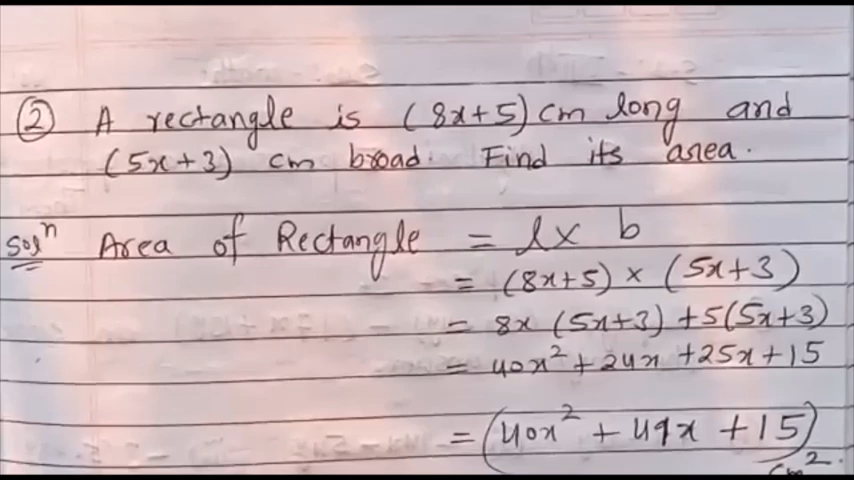 ② A rectangle is (8x+5) cm long and
(5x+3) cm broad. Find its area.
Solⁿ Area of Rectangle = l × b
= (8x+5) × (5x+3)
= 8x (5x+3) + 5(5x+3)
= 40x² + 24x + 25x + 15
= (40x² + 49x + 15)
cm².